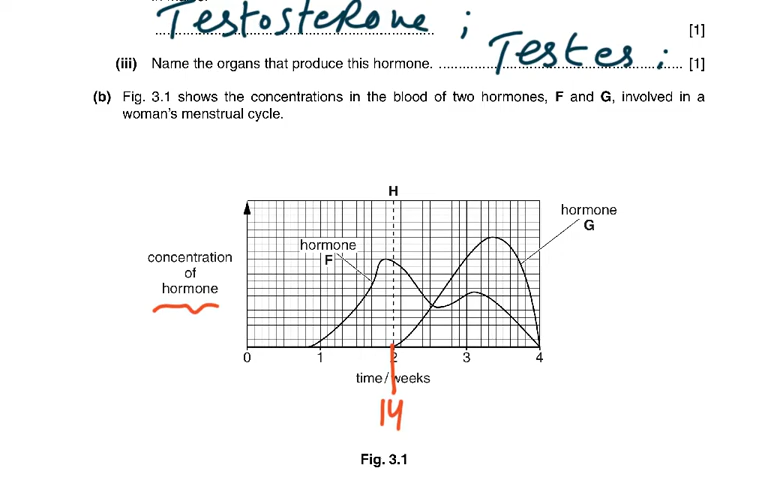 Testosterone ;
[1]
(iii) Name the organs that produce this hormone. Testes ; [1]
(b) Fig. 3.1 shows the concentrations in the blood of two hormones, F and G, involved in a
woman's menstrual cycle.
H
hormone
G
hormone
F
concentration
of
hormone
0 1 2 3 4
time / weeks
14
Fig. 3.1